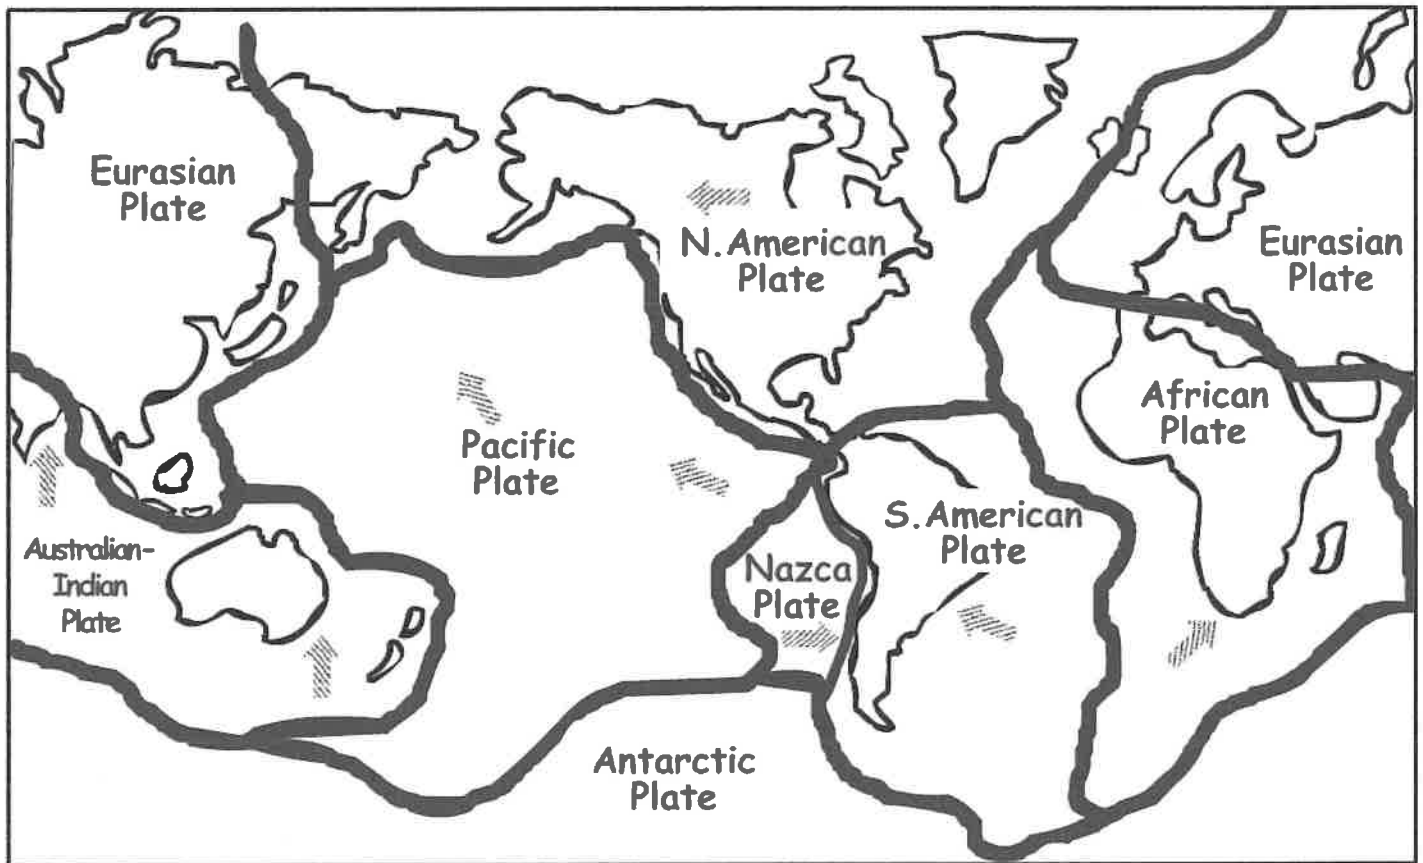 Eurasian
Plate
N. American
Plate
Eurasian
Plate
African
Plate
Pacific
Plate
S. American
Plate
Australian-
Indian
Plate
Nazca
Plate
Antarctic
Plate